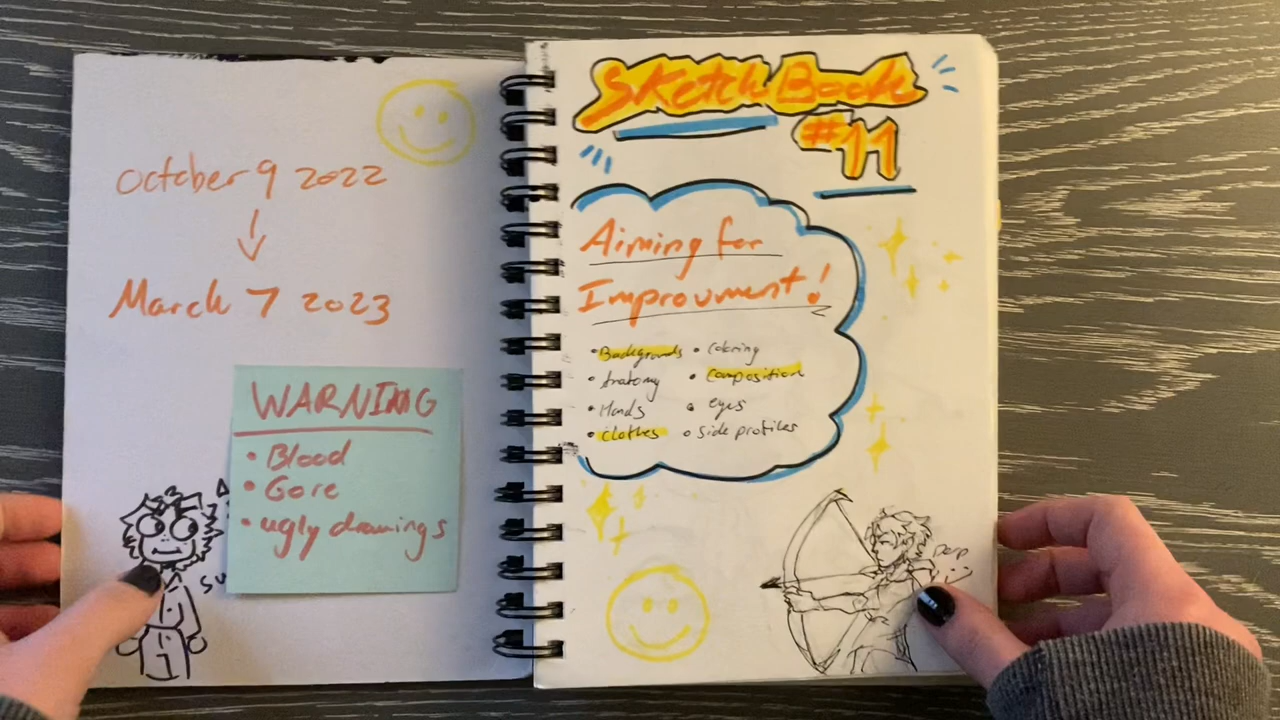 October 9 2022
March 7 2023
WARNING
• Blood
• Gore
• ugly drawings
Sketch Book
#11
Aiming for
Improvment!
• Backgrounds
• Anatomy
• Hands
• Clothes
• Coloring
• Composition
• eyes
• side profiles